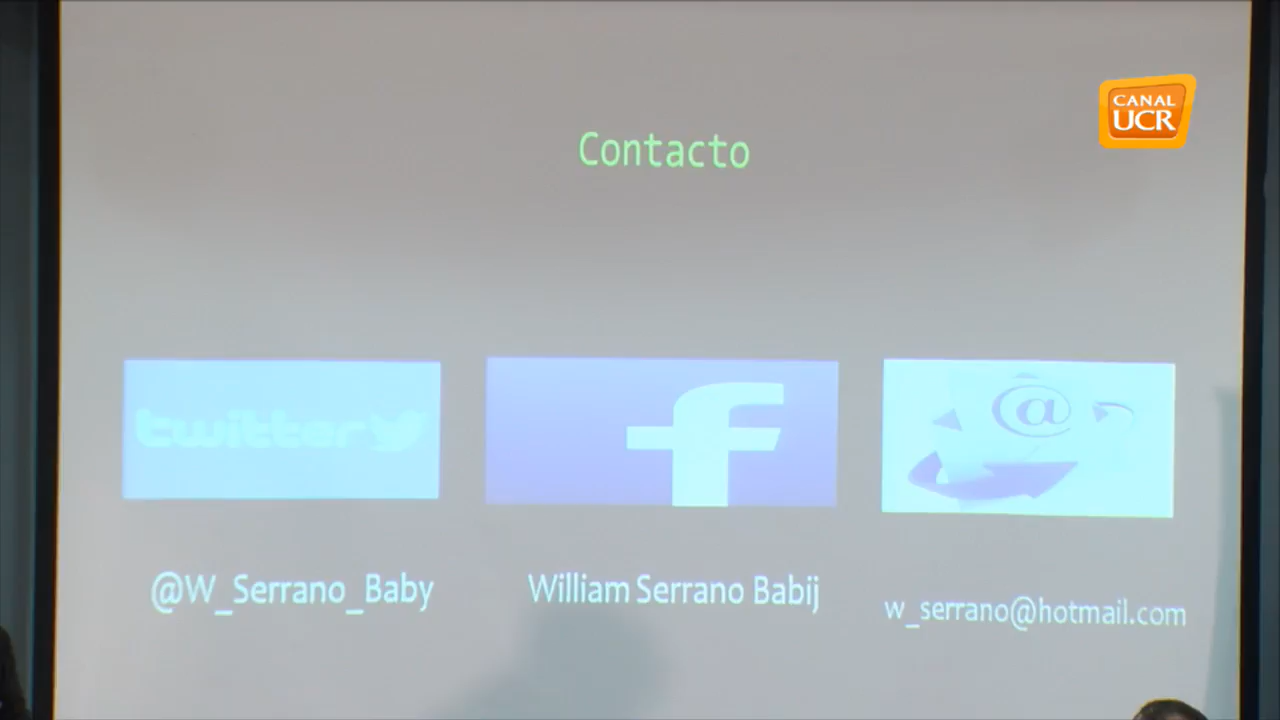 CANAL
UCR
Contacto
twitter
f
@
@W_Serrano_Baby
William Serrano Babij
w_serrano@hotmail.com